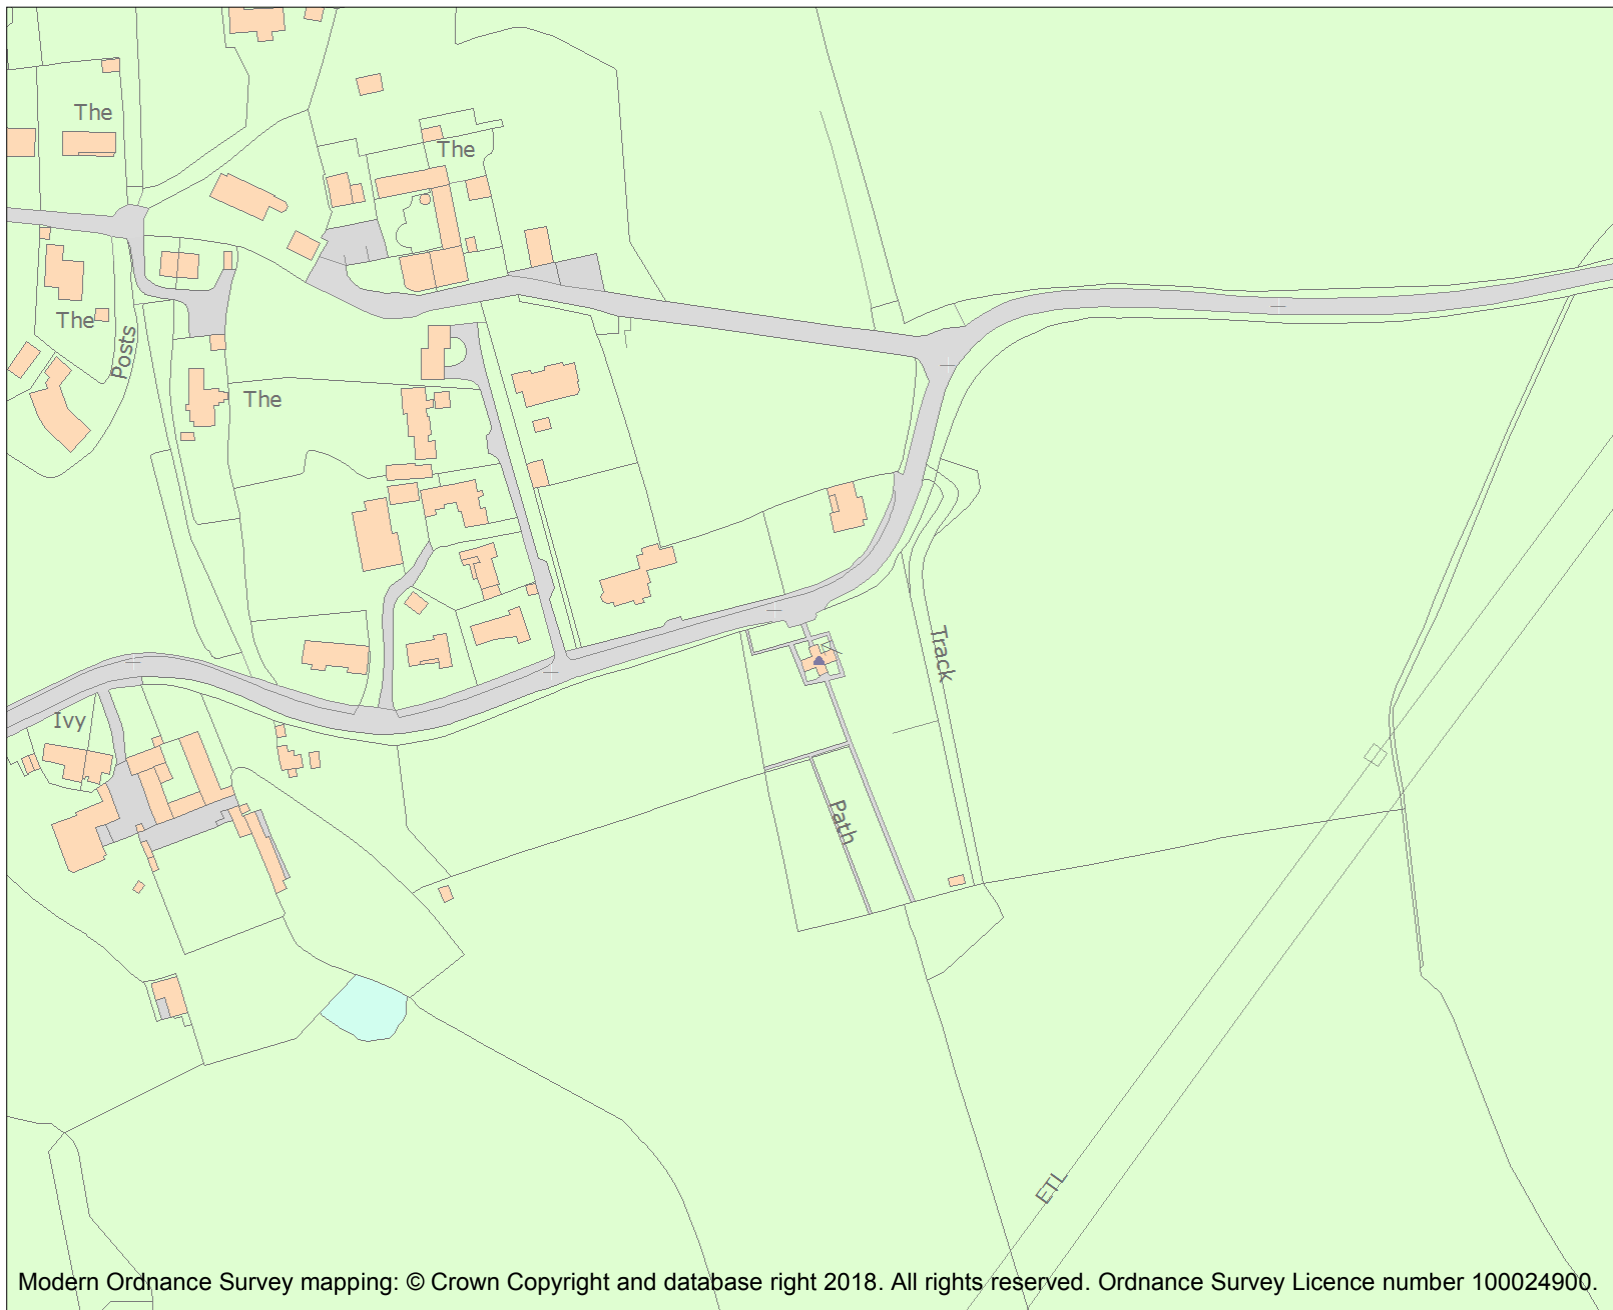 The
The
The
Posts
The
Track
Ivy
Path
ETL
Modern Ordnance Survey mapping: © Crown Copyright and database right 2018. All rights reserved. Ordnance Survey Licence number 100024900.